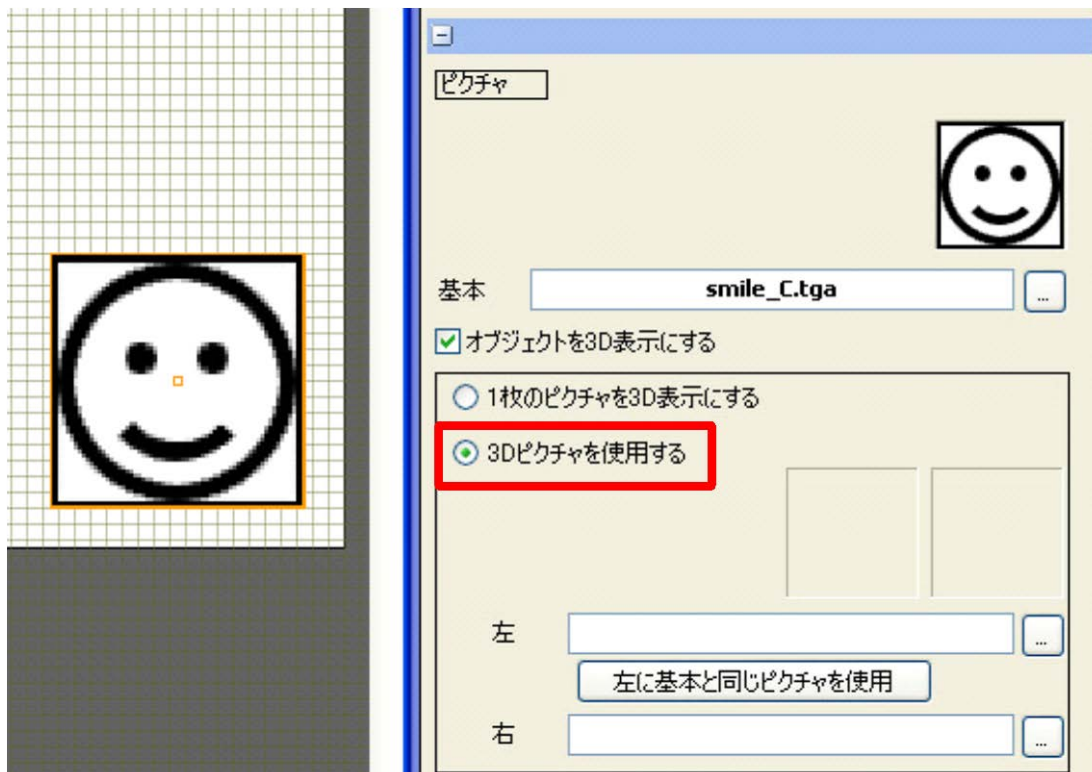 ピクチャ
基本
smile_C.tga
...
オブジェクトを3D表示にする
1枚のピクチャを3D表示にする
3Dピクチャを使用する
左
...
左に基本と同じピクチャを使用
右
...